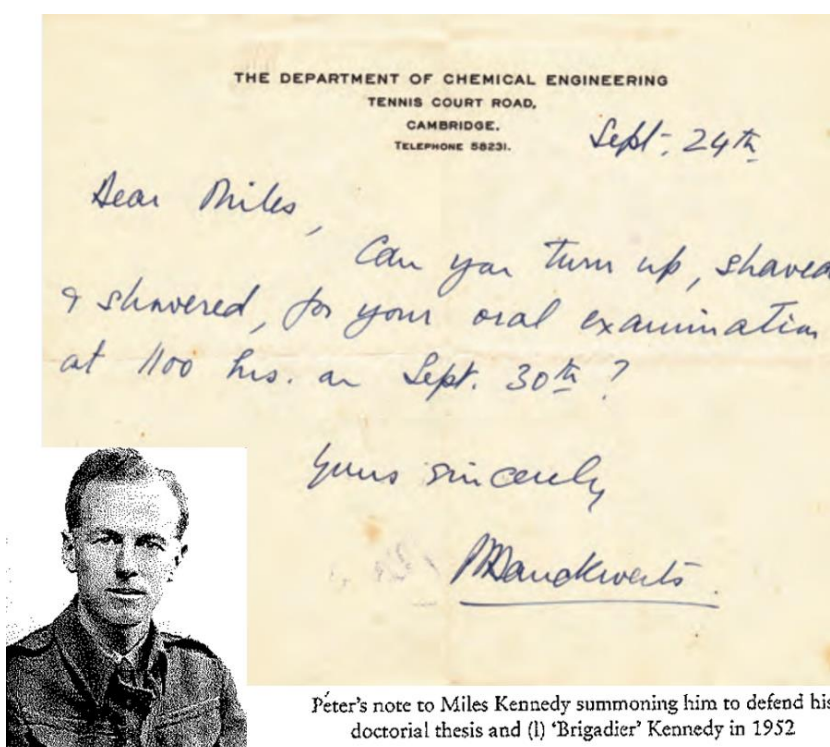 THE DEPARTMENT OF CHEMICAL ENGINEERING
TENNIS COURT ROAD,
CAMBRIDGE.
TELEPHONE 58231.
Sept. 24th
Dear Miles,
Can you turn up, shaved
& showered, for your oral examination
at 1100 hrs. on Sept. 30th ?
Yours sincerely
PVDanckwerts.
Peter's note to Miles Kennedy summoning him to defend his
doctorial thesis and (l) ‘Brigadier’ Kennedy in 1952